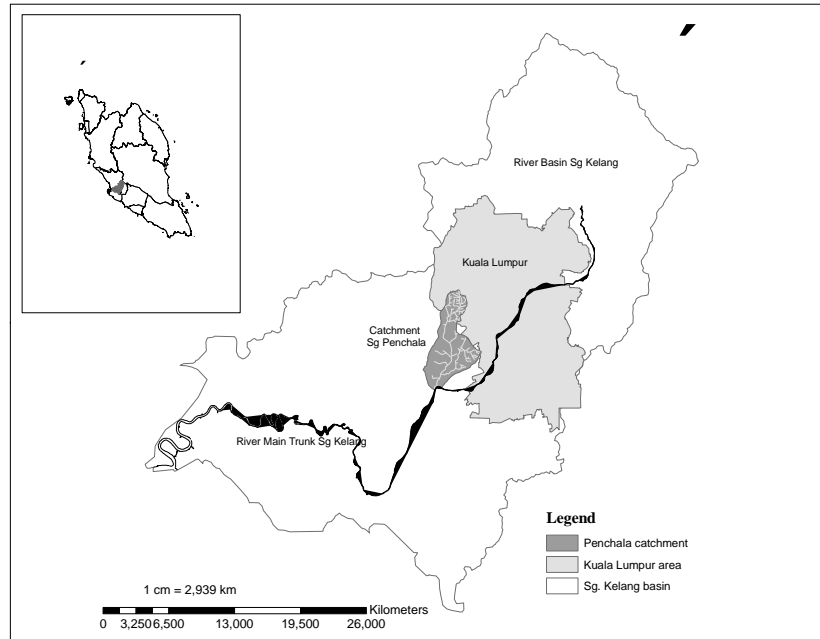 River Basin Sg Kelang
Kuala Lumpur
Catchment
Sg Penchala
River Main Trunk Sg Kelang
Legend
Penchala catchment
Kuala Lumpur area
Sg. Kelang basin
1 cm = 2,939 km
Kilometers
0 3,250 6,500 13,000 19,500 26,000